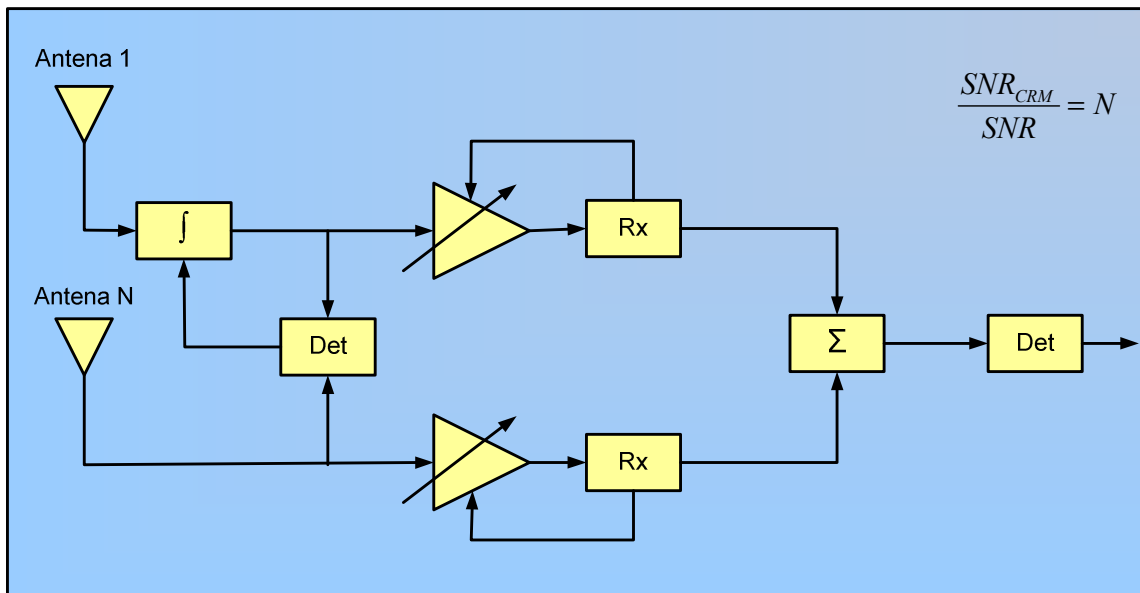 Antena 1
SNR_CRM / SNR = N
∫
Rx
Antena N
Det
Σ
Det
Rx